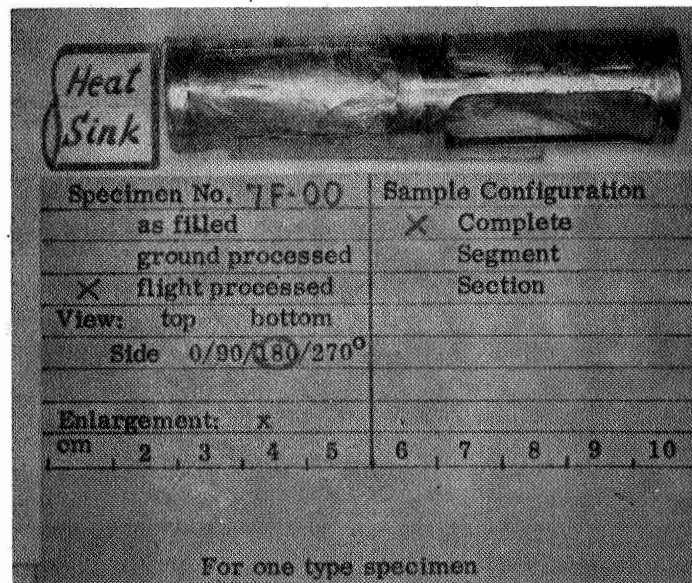 Heat
Sink
Specimen No. 7F-00
as filled
ground processed
X flight processed
View: top bottom
Side 0/90/180/270°
Enlargement: x
Sample Configuration
X Complete
Segment
Section
cm 2 3 4 5 6 7 8 9 10
For one type specimen